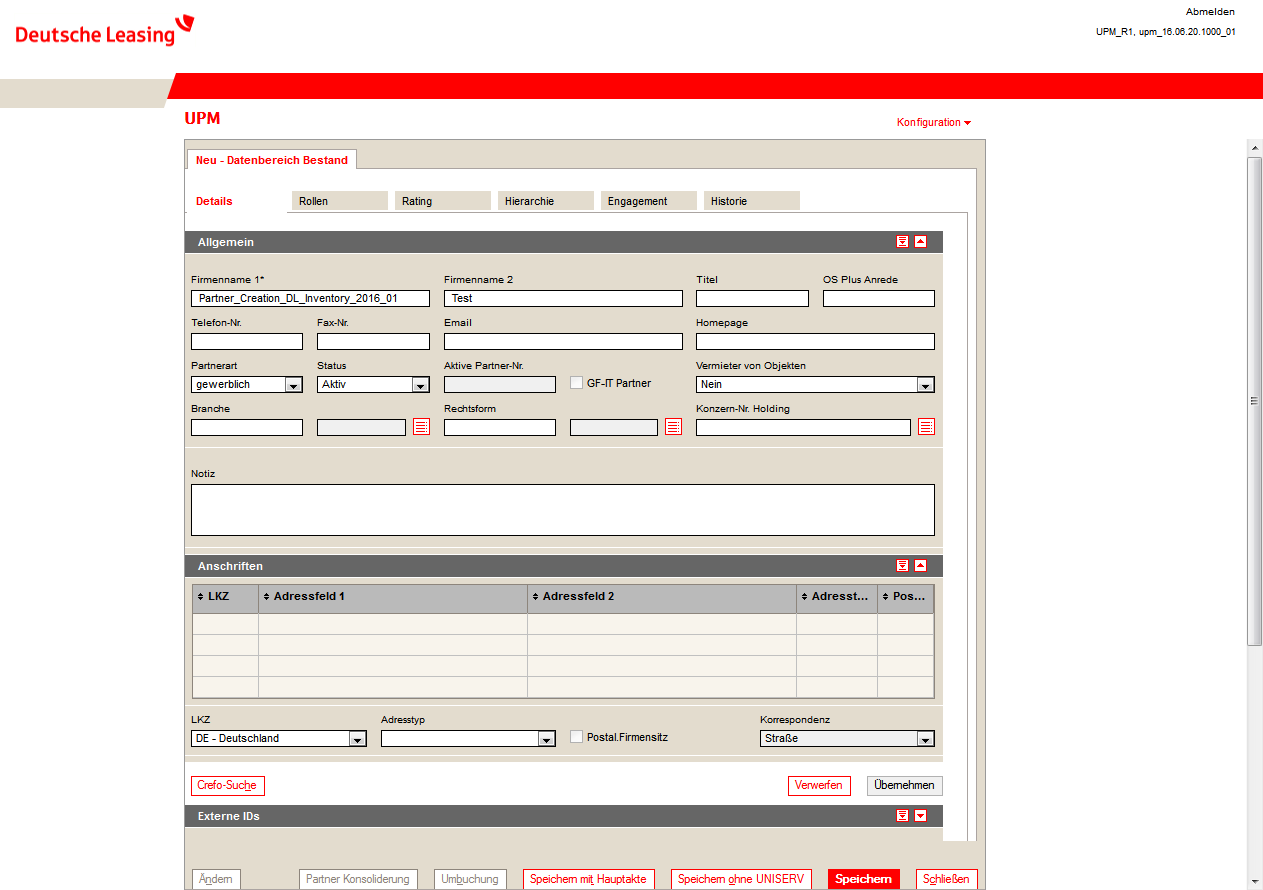 Abmelden
Deutsche Leasing
UPM_R1, upm_16.06.20.1000_01
UPM
Konfiguration
Neu - Datenbereich Bestand
Details Rollen Rating Hierarchie Engagement Historie
Allgemein
Firmenname 1* Firmenname 2 Titel OS Plus Anrede
Partner_Creation_DL_Inventory_2016_01 Test
Telefon-Nr. Fax-Nr. Email Homepage
Partnerart Status Aktive Partner-Nr. Vermieter von Objekten
gewerblich Aktiv GF-IT Partner Nein
Branche Rechtsform Konzern-Nr. Holding
Notiz
Anschriften
LKZ Adressfeld 1 Adressfeld 2 Adresst... Pos...
LKZ Adresstyp Korrespondenz
DE - Deutschland Postal.Firmensitz Straße
Crefo-Suche Verwerfen Übernehmen
Externe IDs
Ändern Partner Konsolidierung Umbuchung Speichern mit Hauptakte Speichern ohne UNISERV Speichern Schließen